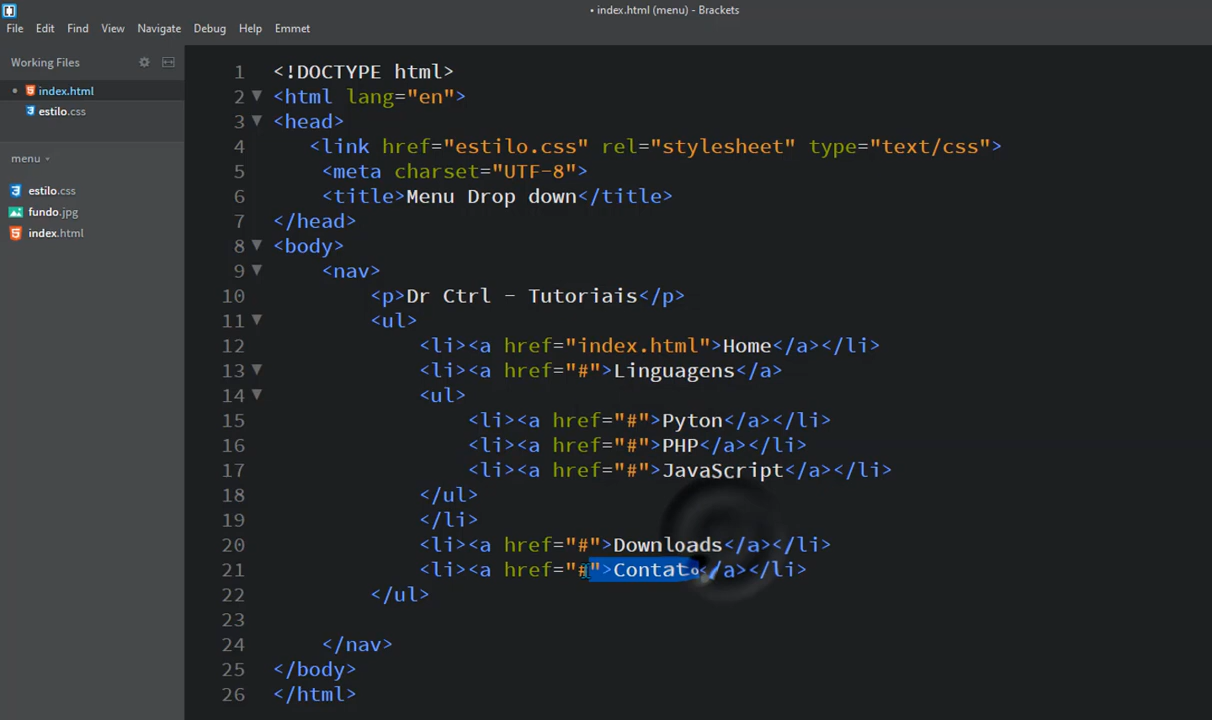 • index.html (menu) - Brackets
File Edit Find View Navigate Debug Help Emmet
Working Files
• index.html
estilo.css
menu
estilo.css
fundo.jpg
index.html
1 <!DOCTYPE html>
2 <html lang="en">
3 <head>
4 <link href="estilo.css" rel="stylesheet" type="text/css">
5 <meta charset="UTF-8">
6 <title>Menu Drop down</title>
7 </head>
8 <body>
9 <nav>
10 <p>Dr Ctrl - Tutoriais</p>
11 <ul>
12 <li><a href="index.html">Home</a></li>
13 <li><a href="#">Linguagens</a>
14 <ul>
15 <li><a href="#">Pyton</a></li>
16 <li><a href="#">PHP</a></li>
17 <li><a href="#">JavaScript</a></li>
18 </ul>
19 </li>
20 <li><a href="#">Downloads</a></li>
21 <li><a href="#">Contato</a></li>
22 </ul>
23
24 </nav>
25 </body>
26 </html>